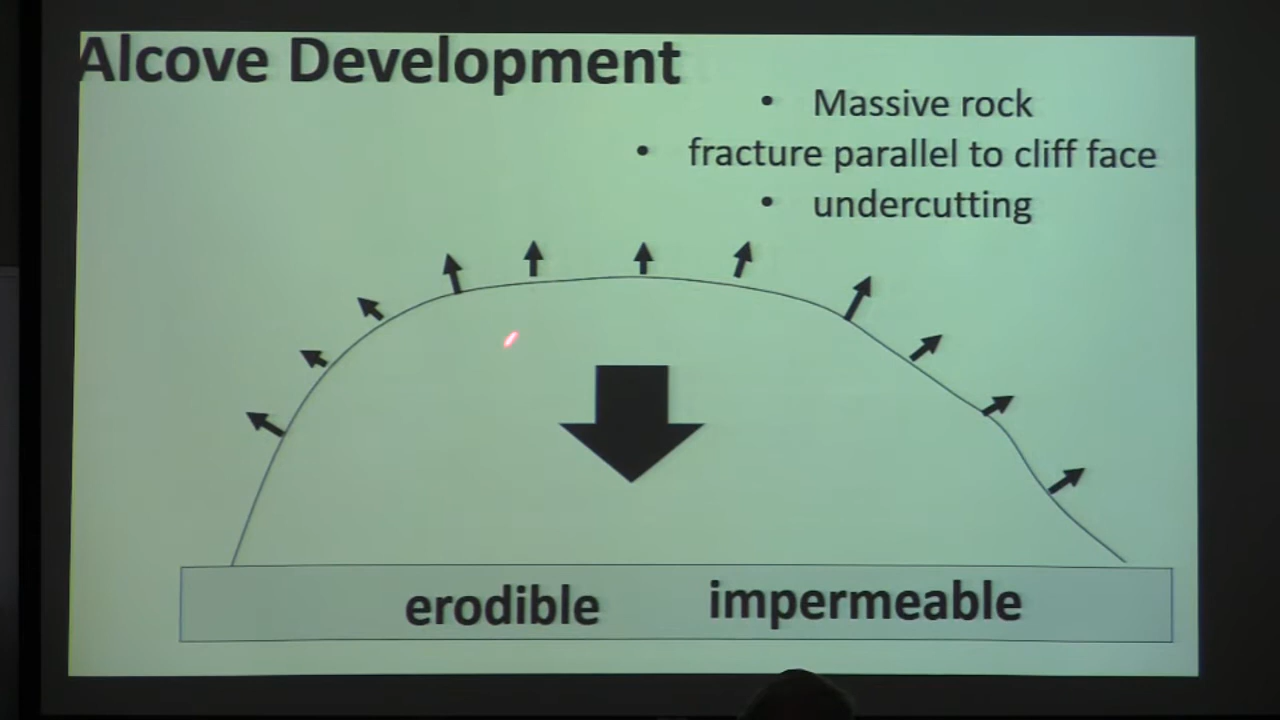 Alcove Development
• Massive rock
• fracture parallel to cliff face
• undercutting
erodible impermeable